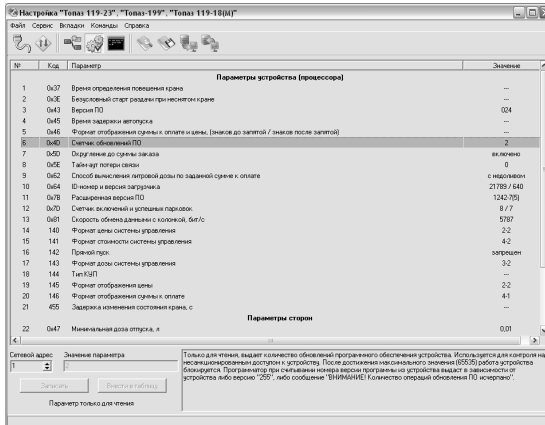 Настройка "Топаз 119-23", "Топаз-199", "Топаз 119-18(М)"
Файл Сервис Вкладки Команды Справка
№ Код Параметр Значение
Параметры устройства (процессора)
1 0x37 Время определения повешения крана ---
2 0x3E Безусловный старт раздачи при неснятом кране ---
3 0x43 Версия ПО 024
4 0x45 Время задержки автопуска ---
5 0x46 Формат отображения суммы к оплате и цены, (знаков до запятой / знаков после запятой) ---
6 0x4D Счетчик обновлений ПО 2
7 0x5D Округление до суммы заказа включено
8 0x5E Тайм-аут потери связи 0
9 0x62 Способ вычисления литровой дозы по заданной сумме к оплате с недоливом
10 0x64 ID-номер и версия загрузчика 21789 / 640
11 0x7B Расширенная версия ПО 1242-7(5)
12 0x7D Счетчик включений и успешных парковок 8 / 7
13 0x81 Скорость обмена данными с колонкой, бит/с 5787
14 140 Формат цены системы управления 2-2
15 141 Формат стоимости системы управления 4-2
16 142 Прямой пуск запрещен
17 143 Формат дозы системы управления 3-2
18 144 Тип КУП ---
19 145 Формат отображения цены 2-2
20 146 Формат отображения суммы к оплате 4-1
21 455 Задержка изменения состояния крана, с ---
Параметры сторон
22 0x47 Минимальная доза отпуска, л 0,01
Сетевой адрес Значение параметра
1 2
Записать Внести в таблицу
Параметр только для чтения
Только для чтения, выдает количество обновлений программного обеспечения устройства. Используется для контроля на
несанкционированным доступом к устройству. После достижения максимального значения (65535) работа устройства
блокируется. Программатор при считывании номера версии программы из устройства выдаст в зависимости от
устройства либо версию "255", либо сообщение "ВНИМАНИЕ! Количество операций обновления ПО исчерпано".